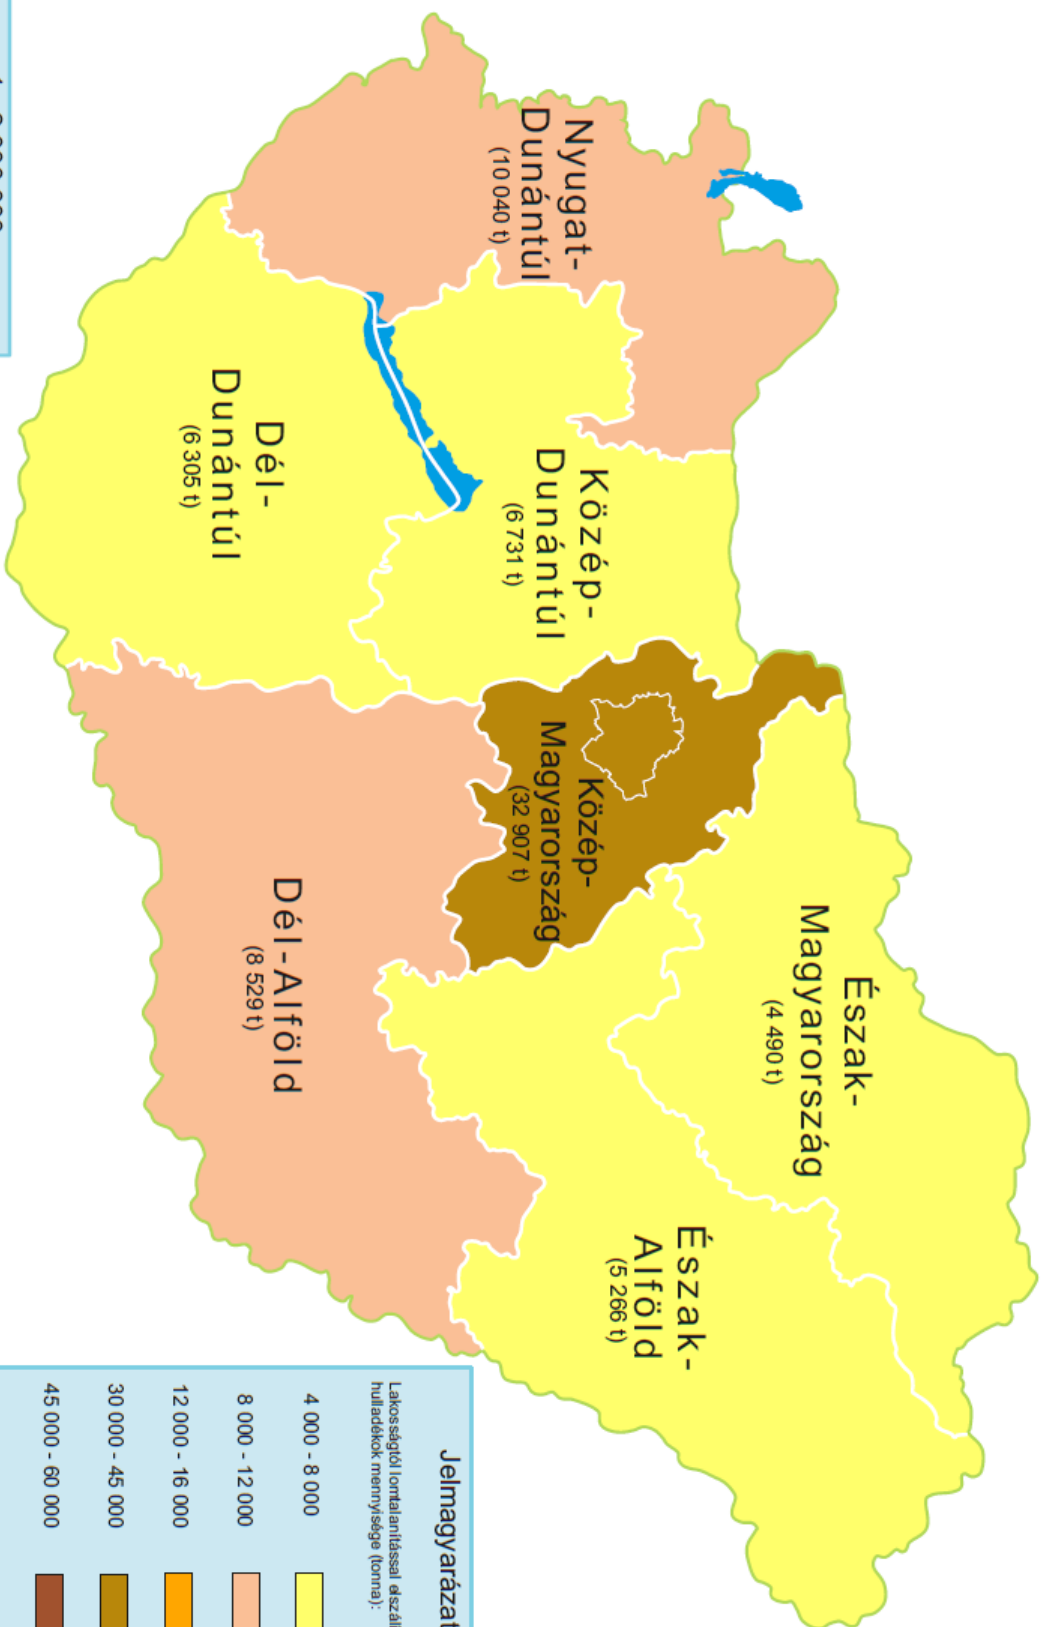 Nyugat-
Dunántúl
(10 040 t)
Közép-
Dunántúl
(6 731 t)
Dél-
Dunántúl
(6 305 t)
Közép-
Magyarország
(32 907 t)
Észak-
Magyarország
(4 490 t)
Észak-
Alföld
(5 266 t)
Dél-Alföld
(8 529 t)
Jelmagyarázat
Lakosságtól lomtalanítással
hulladékok mennyisége (tonna):
4 000 - 8 000
8 000 - 12 000
12 000 - 16 000
30 000 - 45 000
45 000 - 60 000